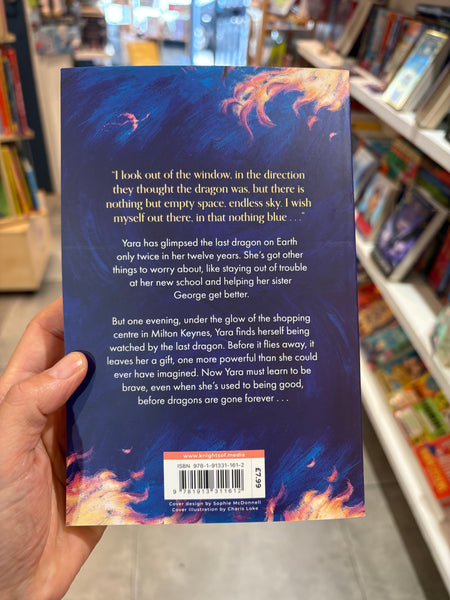 “I look out of the window, in the direction
they thought the dragon was, but there is
nothing but empty space, endless sky. I wish
myself out there, in that nothing blue . . .”
Yara has glimpsed the last dragon on Earth
only twice in her twelve years. She’s got other
things to worry about, like staying out of trouble
at her new school and helping her sister
George get better.
But one evening, under the glow of the shopping
centre in Milton Keynes, Yara finds herself being
watched by the last dragon. Before it flies away, it
leaves her a gift, one more powerful than she could
ever have imagined. Now Yara must learn to be
brave, even when she’s used to being good,
before dragons are gone forever . . .
www.knightsof.media
ISBN 978-1-91331-161-2
9 781913 311612
£7.99
Cover design by Sophie McDonnell
Cover illustration by Charis Loke